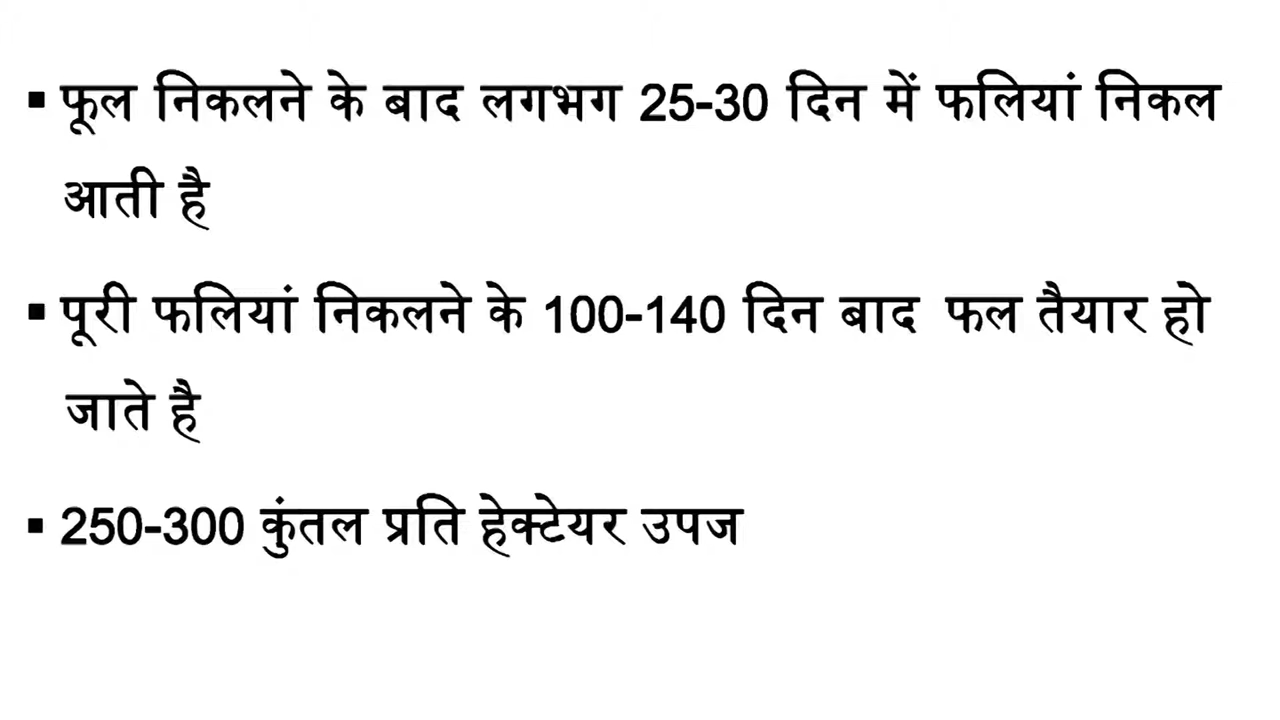 ▪ फूल निकलने के बाद लगभग 25-30 दिन में फलियां निकल
आती है
▪ पूरी फलियां निकलने के 100-140 दिन बाद फल तैयार हो
जाते है
▪ 250-300 कुंतल प्रति हेक्टेयर उपज